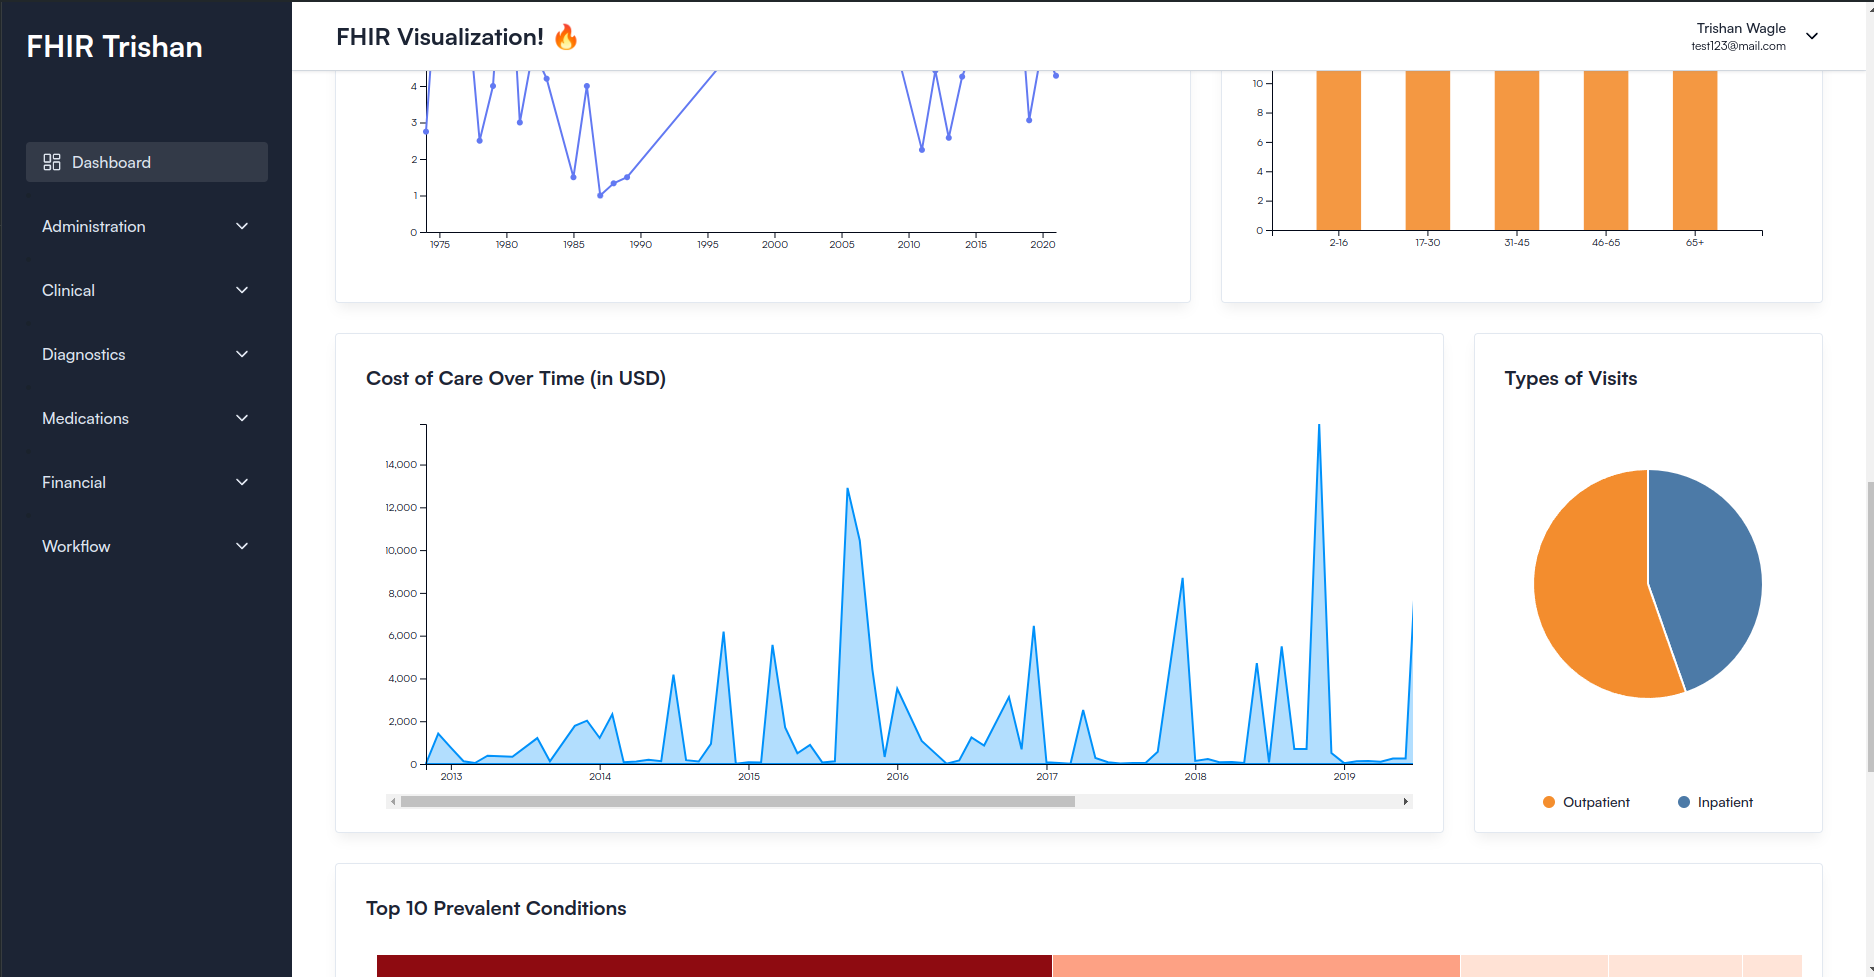 FHIR Trishan
Dashboard
Administration
Clinical
Diagnostics
Medications
Financial
Workflow
FHIR Visualization! 🔥
Trishan Wagle
test123@mail.com
4
3
2
1
0
1975 1980 1985 1990 1995 2000 2005 2010 2015 2020
10
8
6
4
2
0
2-16 17-30 31-45 46-65 65+
Cost of Care Over Time (in USD)
14,000
12,000
10,000
8,000
6,000
4,000
2,000
0
2013 2014 2015 2016 2017 2018 2019
Types of Visits
Outpatient Inpatient
Top 10 Prevalent Conditions